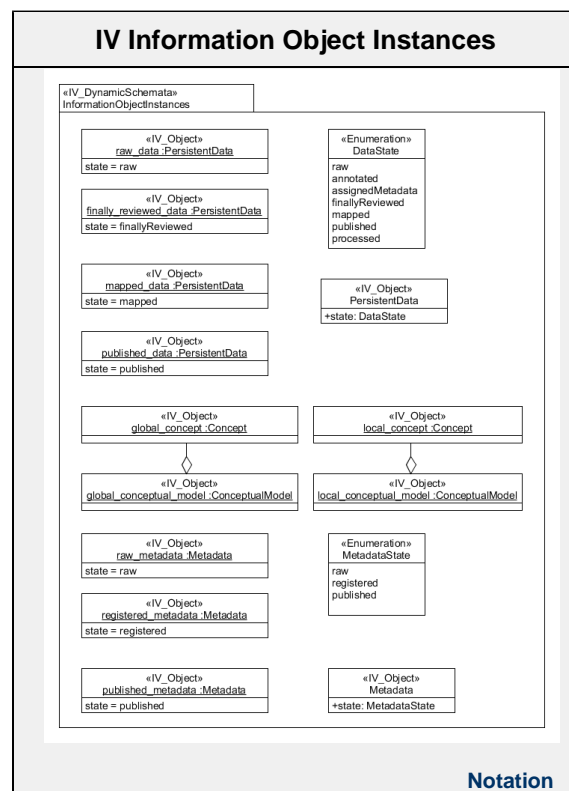 IV Information Object Instances
«IV_DynamicSchemata»
InformationObjectInstances
«IV_Object»
raw_data :PersistentData
state = raw
«IV_Object»
finally_reviewed_data :PersistentData
state = finallyReviewed
«IV_Object»
mapped_data :PersistentData
state = mapped
«IV_Object»
published_data :PersistentData
state = published
«Enumeration»
DataState
raw
annotated
assignedMetadata
finallyReviewed
mapped
published
processed
«IV_Object»
PersistentData
+state: DataState
«IV_Object»
global_concept :Concept
«IV_Object»
local_concept :Concept
«IV_Object»
global_conceptual_model :ConceptualModel
«IV_Object»
local_conceptual_model :ConceptualModel
«IV_Object»
raw_metadata :Metadata
state = raw
«IV_Object»
registered_metadata :Metadata
state = registered
«IV_Object»
published_metadata :Metadata
state = published
«Enumeration»
MetadataState
raw
registered
published
«IV_Object»
Metadata
+state: MetadataState
Notation